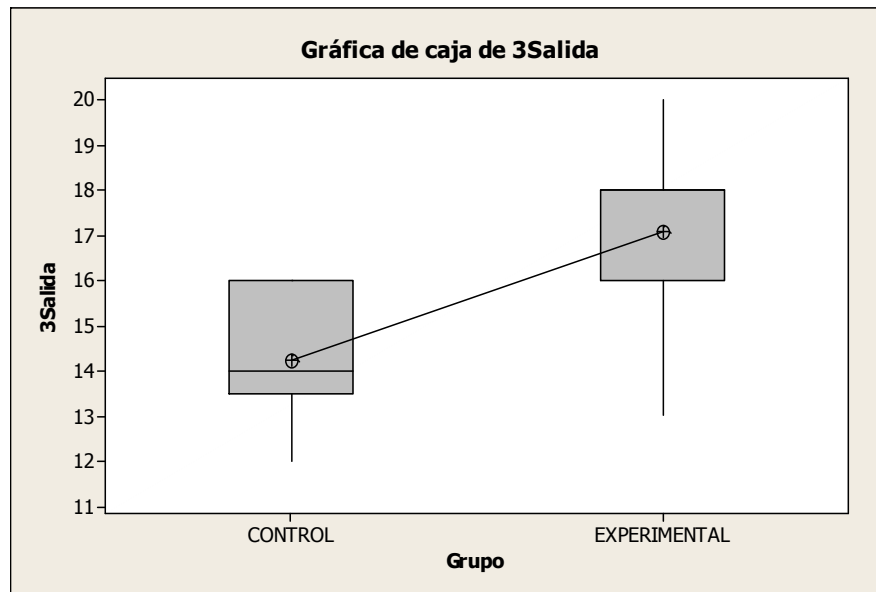 Gráfica de caja de 3Salida
3Salida
20
19
18
17
16
15
14
13
12
11
CONTROL EXPERIMENTAL
Grupo